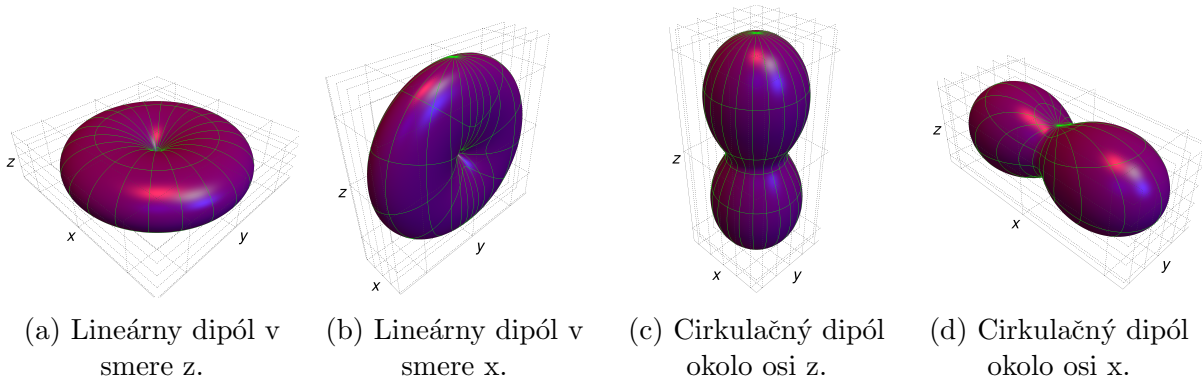 z
x
y
z
x
y
z
x
y
z
x
y
(a) Lineárny dipól v
smere z.
(b) Lineárny dipól v
smere x.
(c) Cirkulačný dipól
okolo osi z.
(d) Cirkulačný dipól
okolo osi x.